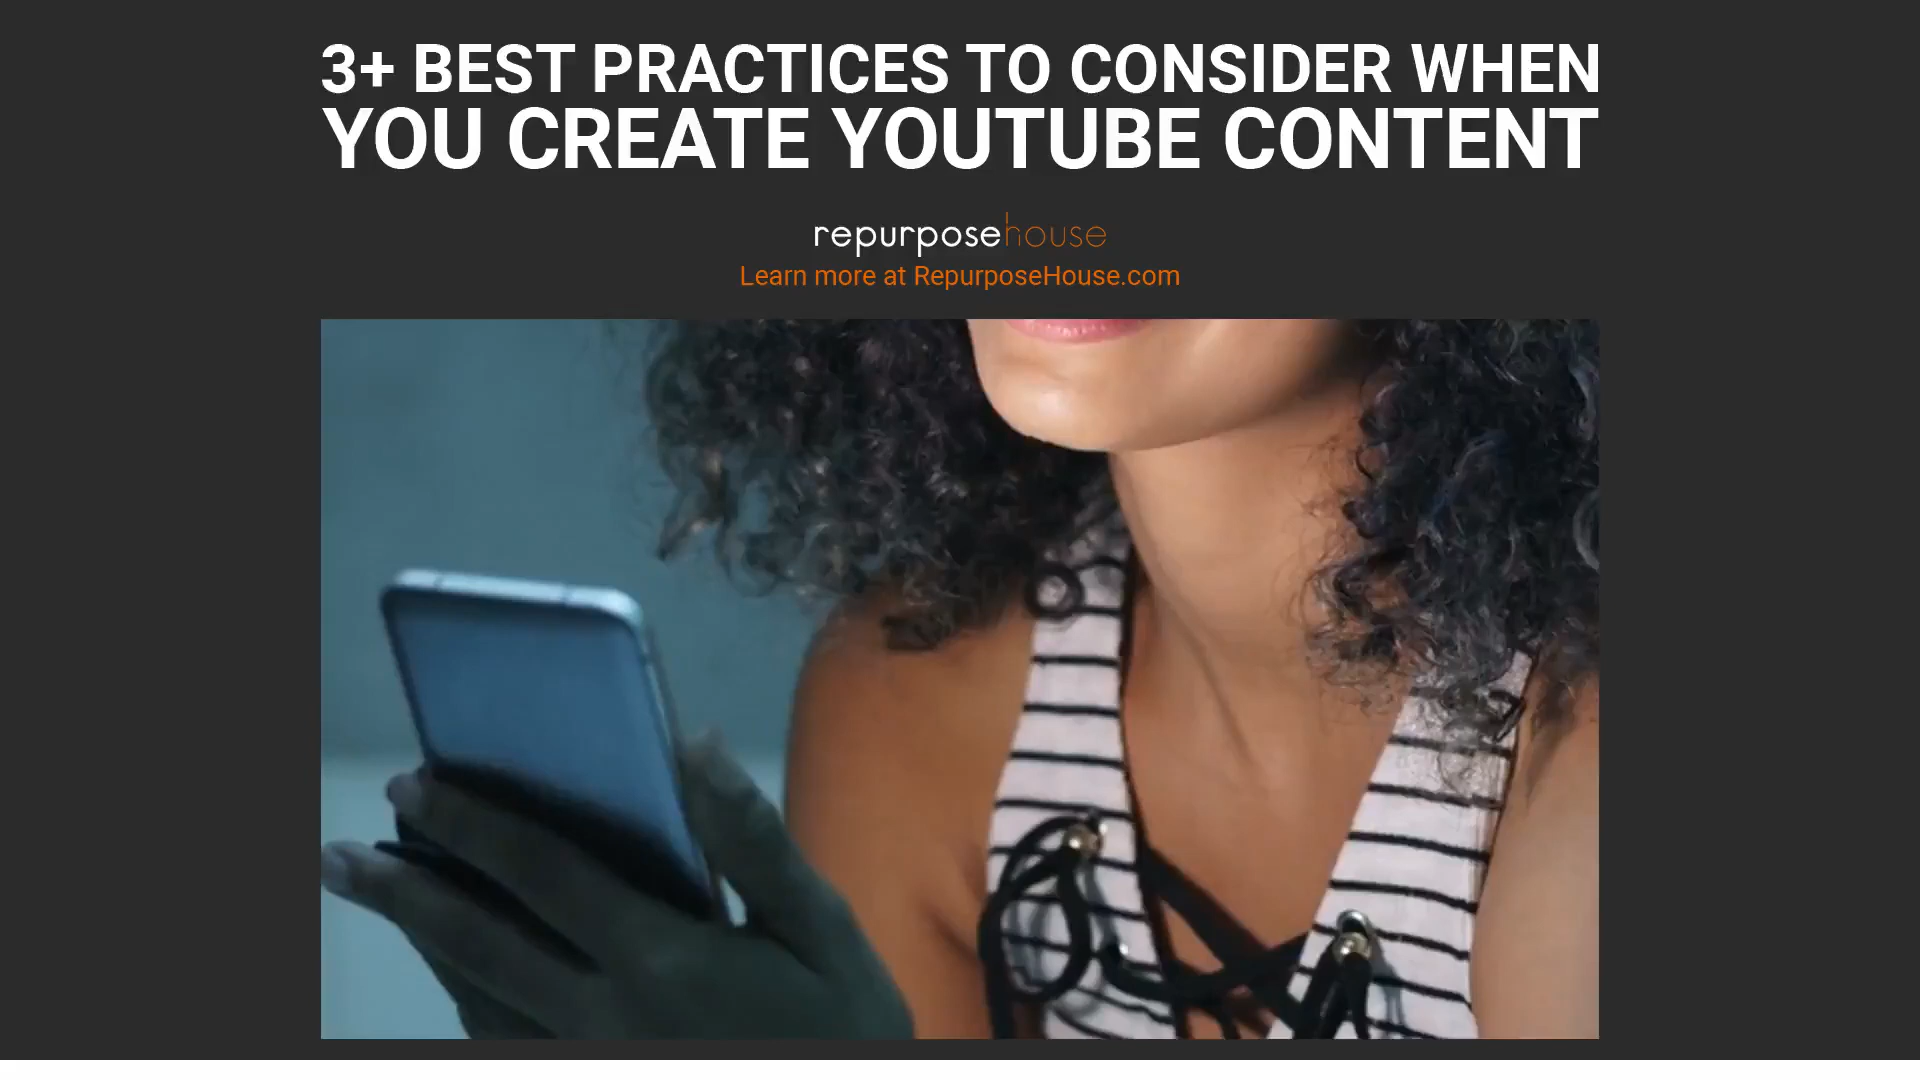 3+ BEST PRACTICES TO CONSIDER WHEN
YOU CREATE YOUTUBE CONTENT
repurposehouse
Learn more at RepurposeHouse.com